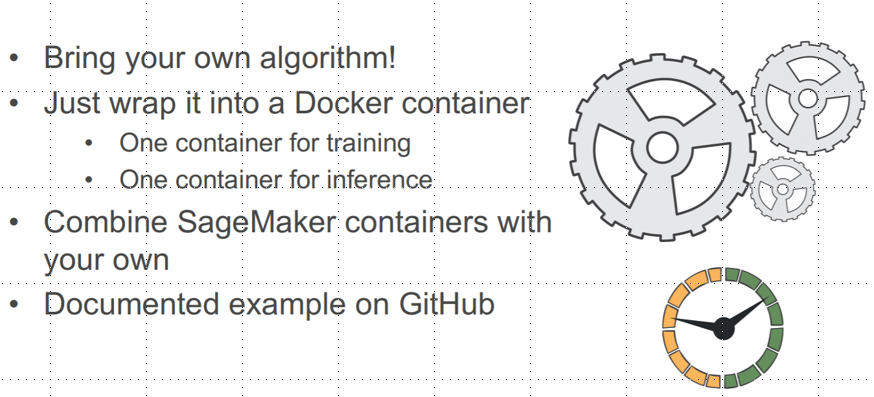 • Bring your own algorithm!
• Just wrap it into a Docker container
• One container for training
• One container for inference
• Combine SageMaker containers with
your own
• Documented example on GitHub